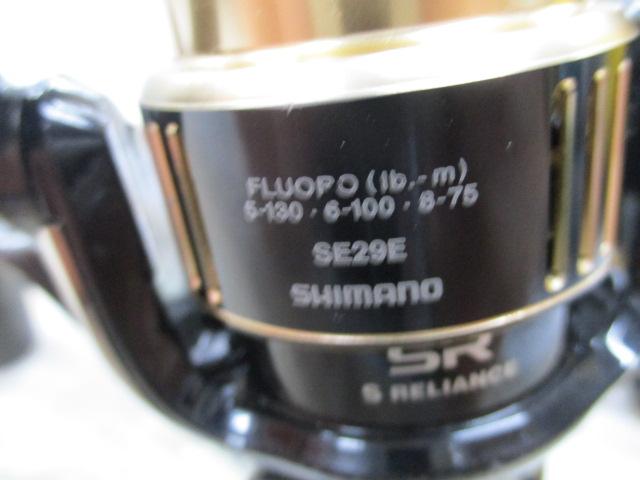 FLUORO (lb.-m)
5-130・6-100・8-75
SE29E
SHIMANO
SR
S RELIANCE